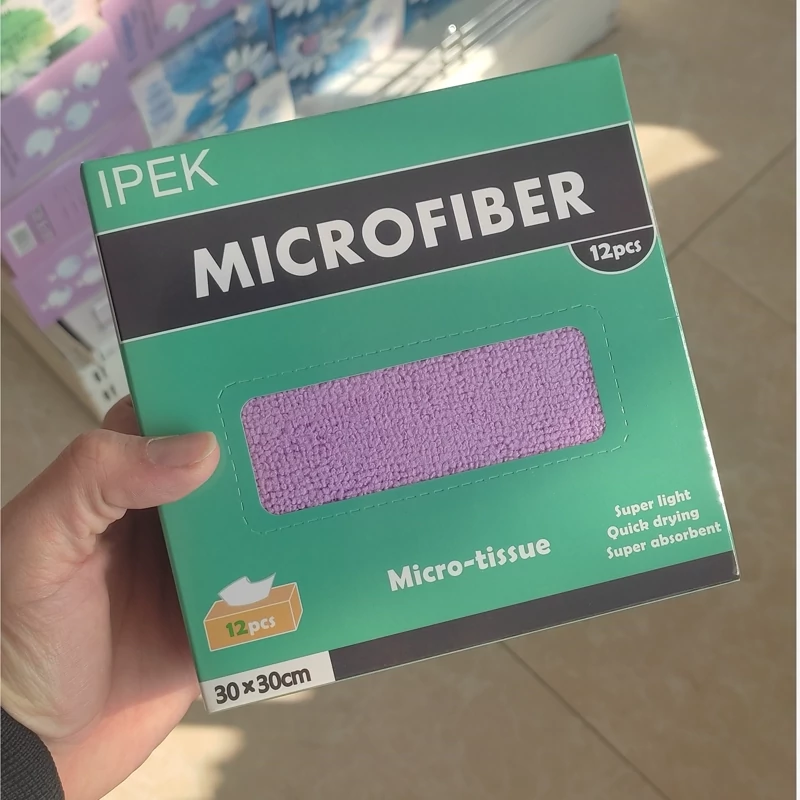 IPEK
MICROFIBER
12pcs
Super light
Quick drying
Super absorbent
Micro-tissue
12pcs
30×30cm